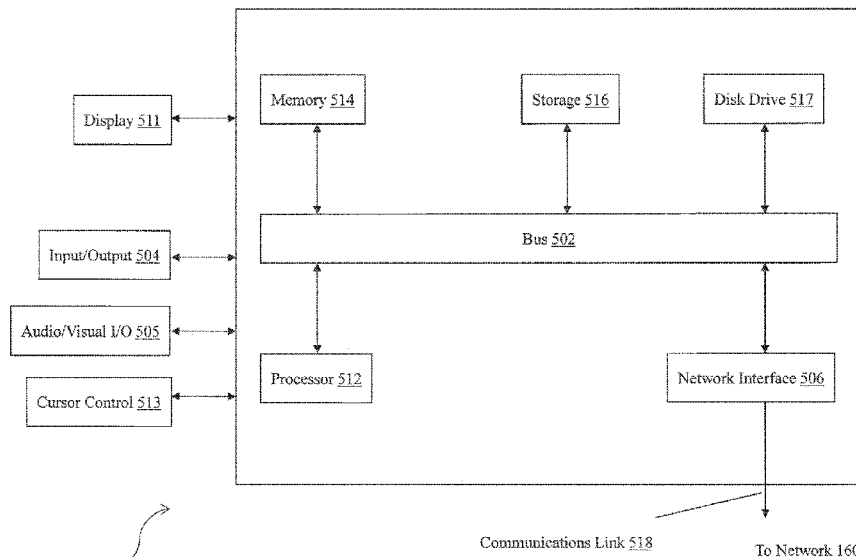 Memory 514
Storage 516
Disk Drive 517
Display 511
Bus 502
Input/Output 504
Audio/Visual I/O 505
Processor 512
Network Interface 506
Cursor Control 513
Communications Link 518
To Network 160